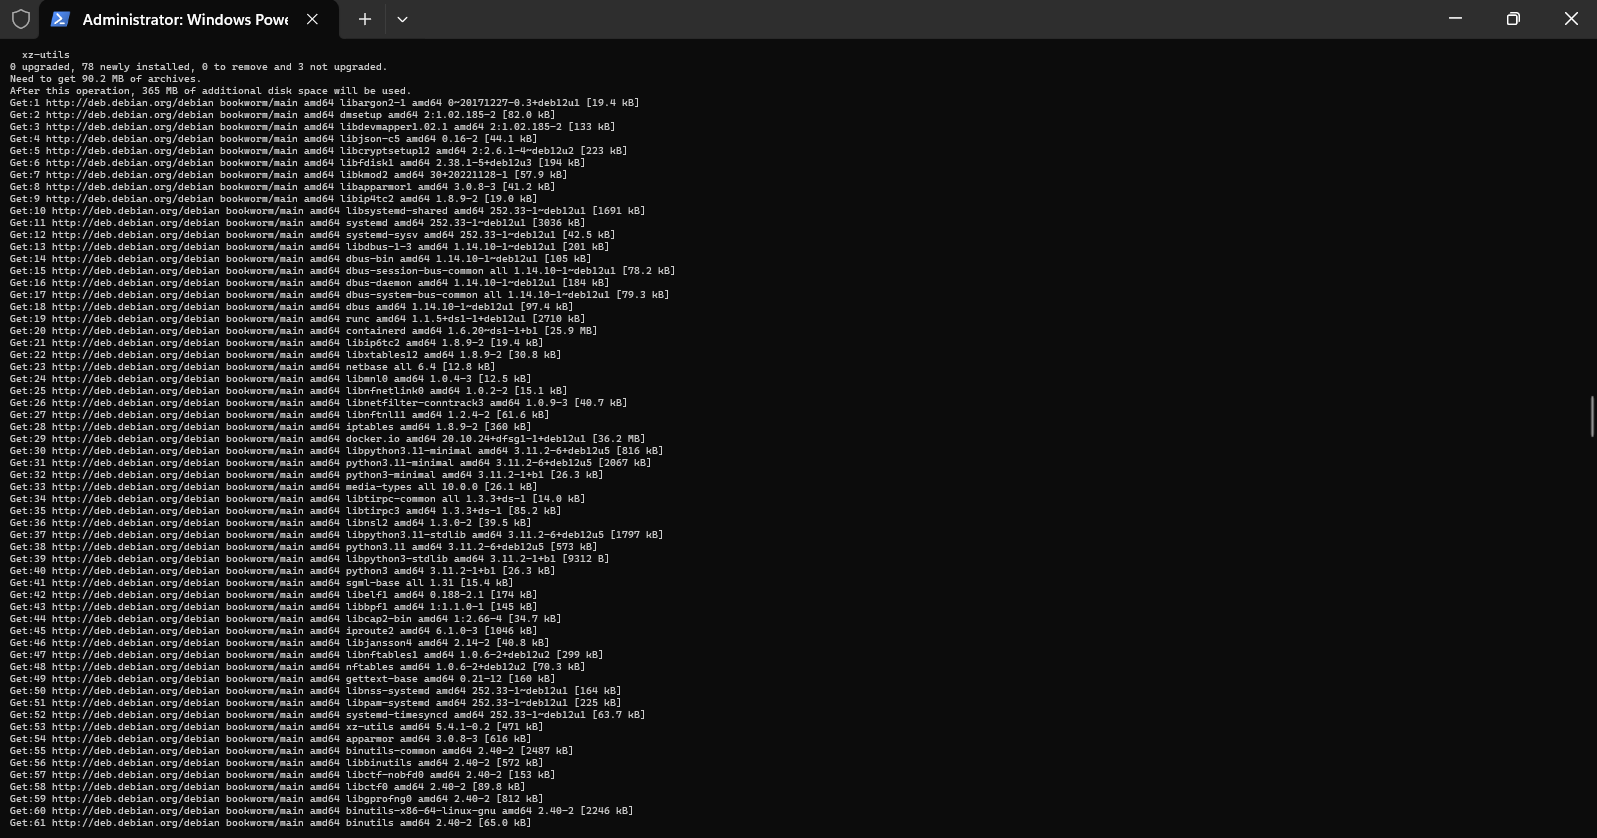 Administrator: Windows Powe
xz-utils
0 upgraded, 78 newly installed, 0 to remove and 3 not upgraded.
Need to get 90.2 MB of archives.
After this operation, 365 MB of additional disk space will be used.
Get:1 http://deb.debian.org/debian bookworm/main amd64 libargon2-1 amd64 0~20171227-0.3+deb12u1 [19.4 kB]
Get:2 http://deb.debian.org/debian bookworm/main amd64 dmsetup amd64 2:1.02.185-2 [82.0 kB]
Get:3 http://deb.debian.org/debian bookworm/main amd64 libdevmapper1.02.1 amd64 2:1.02.185-2 [133 kB]
Get:4 http://deb.debian.org/debian bookworm/main amd64 libjson-c5 amd64 0.16-2 [44.1 kB]
Get:5 http://deb.debian.org/debian bookworm/main amd64 libcryptsetup12 amd64 2:2.6.1-4~deb12u2 [223 kB]
Get:6 http://deb.debian.org/debian bookworm/main amd64 libfdisk1 amd64 2.38.1-5+deb12u3 [194 kB]
Get:7 http://deb.debian.org/debian bookworm/main amd64 libkmod2 amd64 30+20221128-1 [57.9 kB]
Get:8 http://deb.debian.org/debian bookworm/main amd64 libapparmor1 amd64 3.0.8-3 [41.2 kB]
Get:9 http://deb.debian.org/debian bookworm/main amd64 libip4tc2 amd64 1.8.9-2 [19.0 kB]
Get:10 http://deb.debian.org/debian bookworm/main amd64 libsystemd-shared amd64 252.33-1~deb12u1 [1691 kB]
Get:11 http://deb.debian.org/debian bookworm/main amd64 systemd amd64 252.33-1~deb12u1 [3036 kB]
Get:12 http://deb.debian.org/debian bookworm/main amd64 systemd-sysv amd64 252.33-1~deb12u1 [42.5 kB]
Get:13 http://deb.debian.org/debian bookworm/main amd64 libdbus-1-3 amd64 1.14.10-1~deb12u1 [201 kB]
Get:14 http://deb.debian.org/debian bookworm/main amd64 dbus-bin amd64 1.14.10-1~deb12u1 [105 kB]
Get:15 http://deb.debian.org/debian bookworm/main amd64 dbus-session-bus-common all 1.14.10-1~deb12u1 [78.2 kB]
Get:16 http://deb.debian.org/debian bookworm/main amd64 dbus-daemon amd64 1.14.10-1~deb12u1 [184 kB]
Get:17 http://deb.debian.org/debian bookworm/main amd64 dbus-system-bus-common all 1.14.10-1~deb12u1 [79.3 kB]
Get:18 http://deb.debian.org/debian bookworm/main amd64 dbus amd64 1.14.10-1~deb12u1 [97.4 kB]
Get:19 http://deb.debian.org/debian bookworm/main amd64 runc amd64 1.1.5+ds1-1+deb12u1 [2710 kB]
Get:20 http://deb.debian.org/debian bookworm/main amd64 containerd amd64 1.6.20~ds1-1+b1 [25.9 MB]
Get:21 http://deb.debian.org/debian bookworm/main amd64 libip6tc2 amd64 1.8.9-2 [19.4 kB]
Get:22 http://deb.debian.org/debian bookworm/main amd64 libxtables12 amd64 1.8.9-2 [30.8 kB]
Get:23 http://deb.debian.org/debian bookworm/main amd64 netbase all 6.4 [12.8 kB]
Get:24 http://deb.debian.org/debian bookworm/main amd64 libmnl0 amd64 1.0.4-3 [12.5 kB]
Get:25 http://deb.debian.org/debian bookworm/main amd64 libnfnetlink0 amd64 1.0.2-2 [15.1 kB]
Get:26 http://deb.debian.org/debian bookworm/main amd64 libnetfilter-conntrack3 amd64 1.0.9-3 [40.7 kB]
Get:27 http://deb.debian.org/debian bookworm/main amd64 libnftnl11 amd64 1.2.4-2 [61.6 kB]
Get:28 http://deb.debian.org/debian bookworm/main amd64 iptables amd64 1.8.9-2 [360 kB]
Get:29 http://deb.debian.org/debian bookworm/main amd64 docker.io amd64 20.10.24+dfsg1-1+deb12u1 [36.2 MB]
Get:30 http://deb.debian.org/debian bookworm/main amd64 libpython3.11-minimal amd64 3.11.2-6+deb12u5 [816 kB]
Get:31 http://deb.debian.org/debian bookworm/main amd64 python3.11-minimal amd64 3.11.2-6+deb12u5 [2067 kB]
Get:32 http://deb.debian.org/debian bookworm/main amd64 python3-minimal amd64 3.11.2-1+b1 [26.3 kB]
Get:33 http://deb.debian.org/debian bookworm/main amd64 media-types all 10.0.0 [26.1 kB]
Get:34 http://deb.debian.org/debian bookworm/main amd64 libtirpc-common all 1.3.3+ds-1 [14.0 kB]
Get:35 http://deb.debian.org/debian bookworm/main amd64 libtirpc3 amd64 1.3.3+ds-1 [85.2 kB]
Get:36 http://deb.debian.org/debian bookworm/main amd64 libnsl2 amd64 1.3.0-2 [39.5 kB]
Get:37 http://deb.debian.org/debian bookworm/main amd64 libpython3.11-stdlib amd64 3.11.2-6+deb12u5 [1797 kB]
Get:38 http://deb.debian.org/debian bookworm/main amd64 python3.11 amd64 3.11.2-6+deb12u5 [573 kB]
Get:39 http://deb.debian.org/debian bookworm/main amd64 libpython3-stdlib amd64 3.11.2-1+b1 [9312 B]
Get:40 http://deb.debian.org/debian bookworm/main amd64 python3 amd64 3.11.2-1+b1 [26.3 kB]
Get:41 http://deb.debian.org/debian bookworm/main amd64 sgml-base all 1.31 [15.4 kB]
Get:42 http://deb.debian.org/debian bookworm/main amd64 libelf1 amd64 0.188-2.1 [174 kB]
Get:43 http://deb.debian.org/debian bookworm/main amd64 libbpf1 amd64 1:1.1.0-1 [145 kB]
Get:44 http://deb.debian.org/debian bookworm/main amd64 libcap2-bin amd64 1:2.66-4 [34.7 kB]
Get:45 http://deb.debian.org/debian bookworm/main amd64 iproute2 amd64 6.1.0-3 [1046 kB]
Get:46 http://deb.debian.org/debian bookworm/main amd64 libjansson4 amd64 2.14-2 [40.8 kB]
Get:47 http://deb.debian.org/debian bookworm/main amd64 libnftables1 amd64 1.0.6-2+deb12u2 [299 kB]
Get:48 http://deb.debian.org/debian bookworm/main amd64 nftables amd64 1.0.6-2+deb12u2 [70.3 kB]
Get:49 http://deb.debian.org/debian bookworm/main amd64 gettext-base amd64 0.21-12 [160 kB]
Get:50 http://deb.debian.org/debian bookworm/main amd64 libnss-systemd amd64 252.33-1~deb12u1 [164 kB]
Get:51 http://deb.debian.org/debian bookworm/main amd64 libpam-systemd amd64 252.33-1~deb12u1 [225 kB]
Get:52 http://deb.debian.org/debian bookworm/main amd64 systemd-timesyncd amd64 252.33-1~deb12u1 [63.7 kB]
Get:53 http://deb.debian.org/debian bookworm/main amd64 xz-utils amd64 5.4.1-0.2 [471 kB]
Get:54 http://deb.debian.org/debian bookworm/main amd64 apparmor amd64 3.0.8-3 [616 kB]
Get:55 http://deb.debian.org/debian bookworm/main amd64 binutils-common amd64 2.40-2 [2487 kB]
Get:56 http://deb.debian.org/debian bookworm/main amd64 libbinutils amd64 2.40-2 [572 kB]
Get:57 http://deb.debian.org/debian bookworm/main amd64 libctf-nobfd0 amd64 2.40-2 [153 kB]
Get:58 http://deb.debian.org/debian bookworm/main amd64 libctf0 amd64 2.40-2 [89.8 kB]
Get:59 http://deb.debian.org/debian bookworm/main amd64 libgprofng0 amd64 2.40-2 [812 kB]
Get:60 http://deb.debian.org/debian bookworm/main amd64 binutils-x86-64-linux-gnu amd64 2.40-2 [2246 kB]
Get:61 http://deb.debian.org/debian bookworm/main amd64 binutils amd64 2.40-2 [65.0 kB]